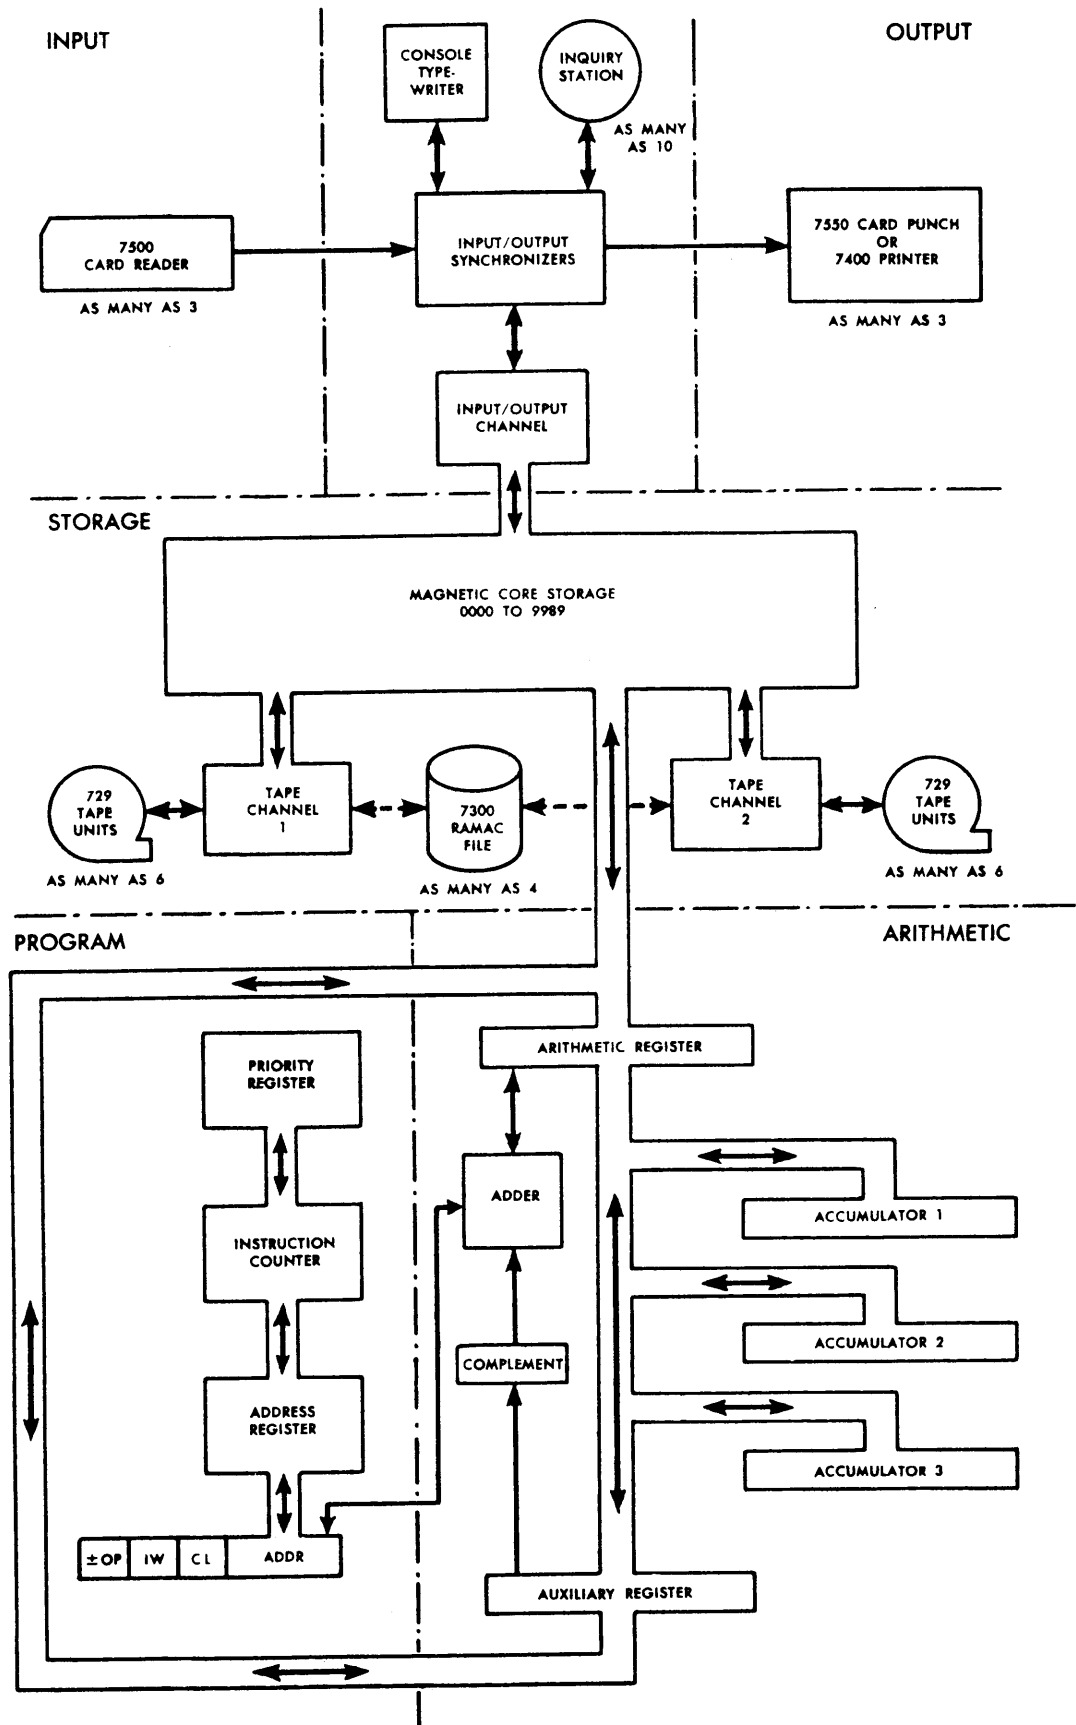 INPUT
OUTPUT
CONSOLE
TYPE-
WRITER
INQUIRY
STATION
AS MANY
AS 10
7500
CARD READER
AS MANY AS 3
INPUT/OUTPUT
SYNCHRONIZERS
7550 CARD PUNCH
OR
7400 PRINTER
AS MANY AS 3
INPUT/OUTPUT
CHANNEL
STORAGE
MAGNETIC CORE STORAGE
0000 TO 9989
729
TAPE
UNITS
AS MANY AS 6
TAPE
CHANNEL
1
7300
RAMAC
FILE
AS MANY AS 4
TAPE
CHANNEL
2
729
TAPE
UNITS
AS MANY AS 6
PROGRAM
ARITHMETIC
PRIORITY
REGISTER
INSTRUCTION
COUNTER
ADDRESS
REGISTER
±OP
IW
CL
ADDR
ARITHMETIC REGISTER
ADDER
COMPLEMENT
AUXILIARY REGISTER
ACCUMULATOR 1
ACCUMULATOR 2
ACCUMULATOR 3